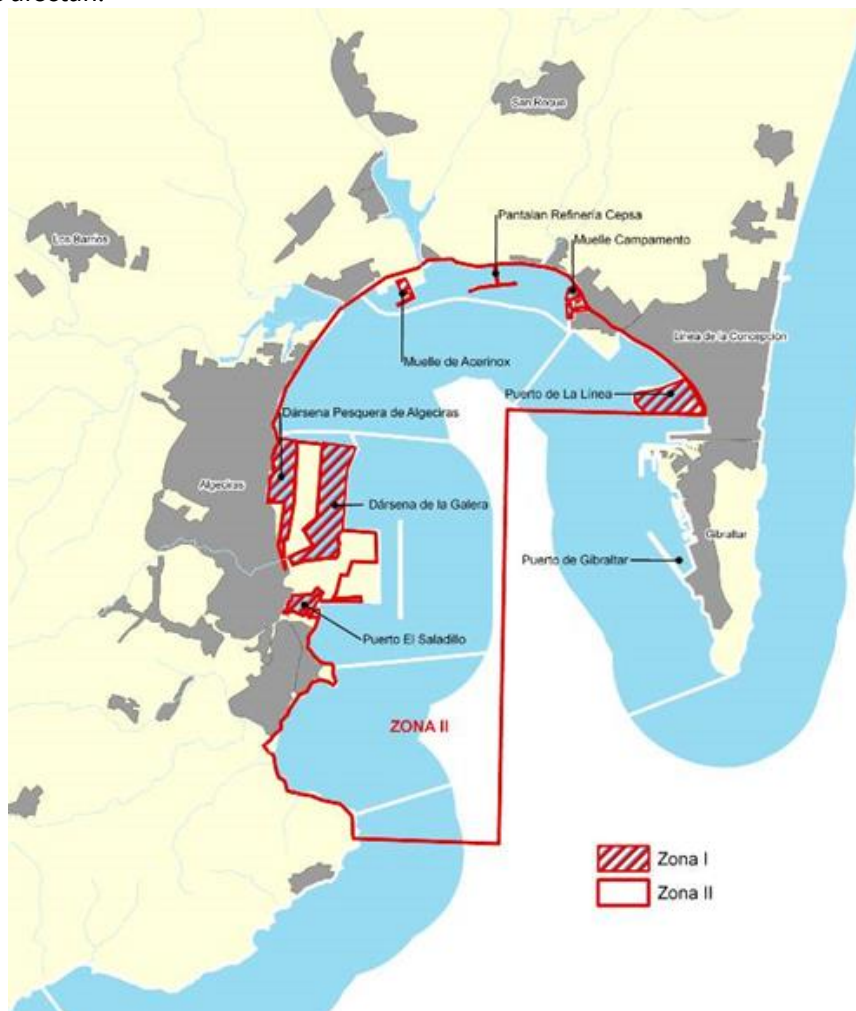 San Roque
Pantalan Refinería Cepsa
Los Barrios
Muelle Campamento
Línea de la Concepción
Muelle de Acerinox
Puerto de La Línea
Dársena Pesquera de Algeciras
Algeciras
Dársena de la Galera
Gibraltar
Puerto de Gibraltar
Puerto El Saladillo
ZONA II
Zona I
Zona II